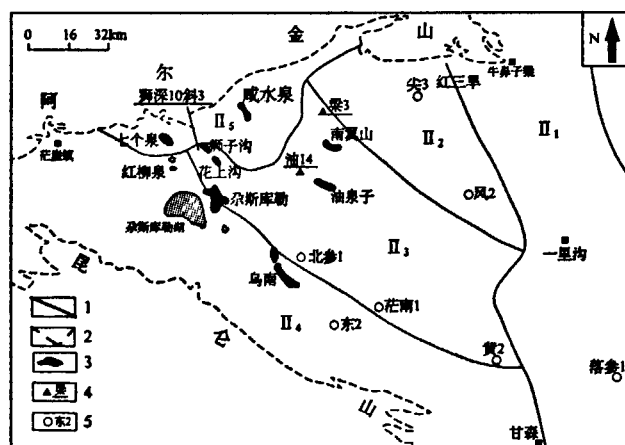 0 16 32km
N
金
山
尔
阿
牛鼻子梁
尖3
红三旱
狮深10斜3
咸水泉
II5
II1
梁3
七个泉
狮子沟
南翼山
II2
茫崖镇
油14
红柳泉
花土沟
油泉子
风2
尕斯库勒
尕斯库勒湖
II3
一里沟
北参1
昆
乌南
茫南1
II4
仑
东2
黄2
落参1
山
甘森
1
2
3
梁 4
东2 5